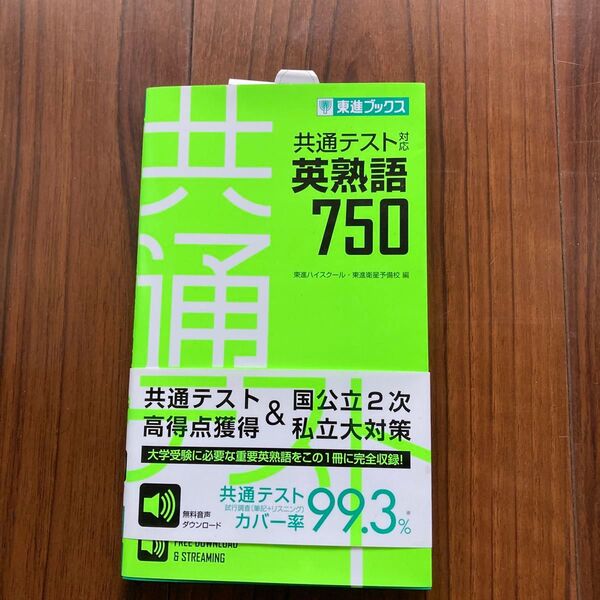 東進ブックス
共通テスト対応
英熟語
750
東進ハイスクール・東進衛星予備校 編
共通テスト
共通テスト
高得点獲得
&
国公立2次
私立大対策
大学受験に必要な重要英熟語をこの1冊に完全収録!
無料音声
ダウンロード
共通テスト
試行調査(筆記+リスニング)
カバー率
99.3%
※
FREE DOWNLOAD
& STREAMING